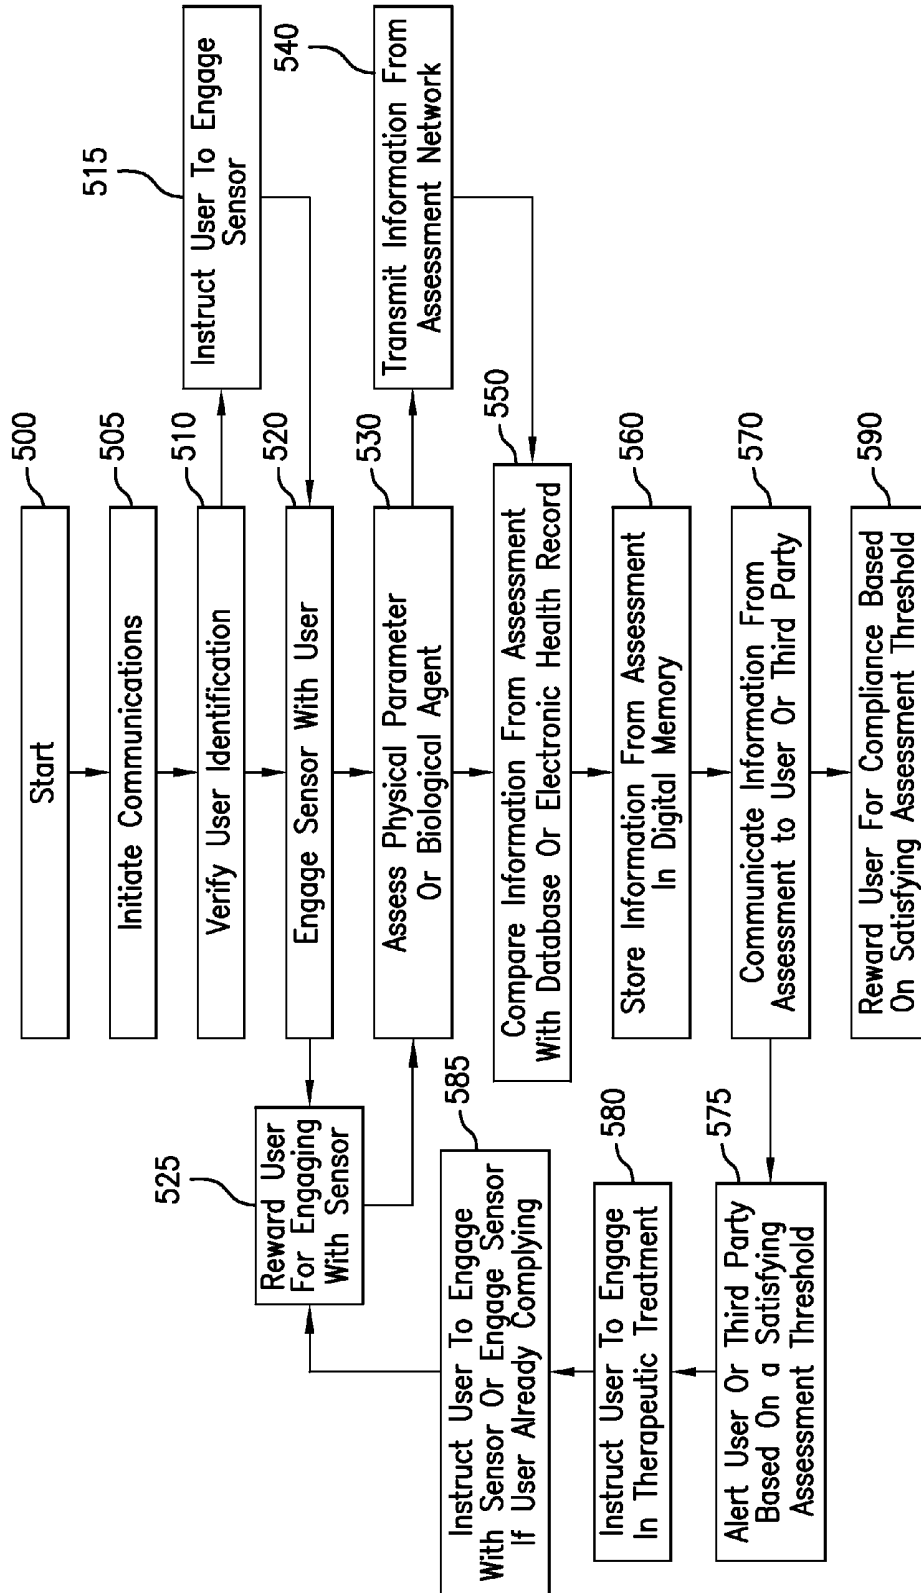 500
Start
505
Initiate Communications
510
Verify User Identification
515
Instruct User To Engage
Sensor
520
Engage Sensor With User
525
Reward User
For Engaging
With Sensor
530
Assess Physical Parameter
Or Biological Agent
540
Transmit Information From
Assessment Network
550
Compare Information From Assessment
With Database Or Electronic Health Record
560
Store Information From Assessment
In Digital Memory
570
Communicate Information From
Assessment to User Or Third Party
575
Alert User Or Third Party
Based On a Satisfying
Assessment Threshold
580
Instruct User To Engage
In Therapeutic Treatment
585
Instruct User To Engage
With Sensor Or Engage Sensor
If User Already Complying
590
Reward User For Compliance Based
On Satisfying Assessment Threshold